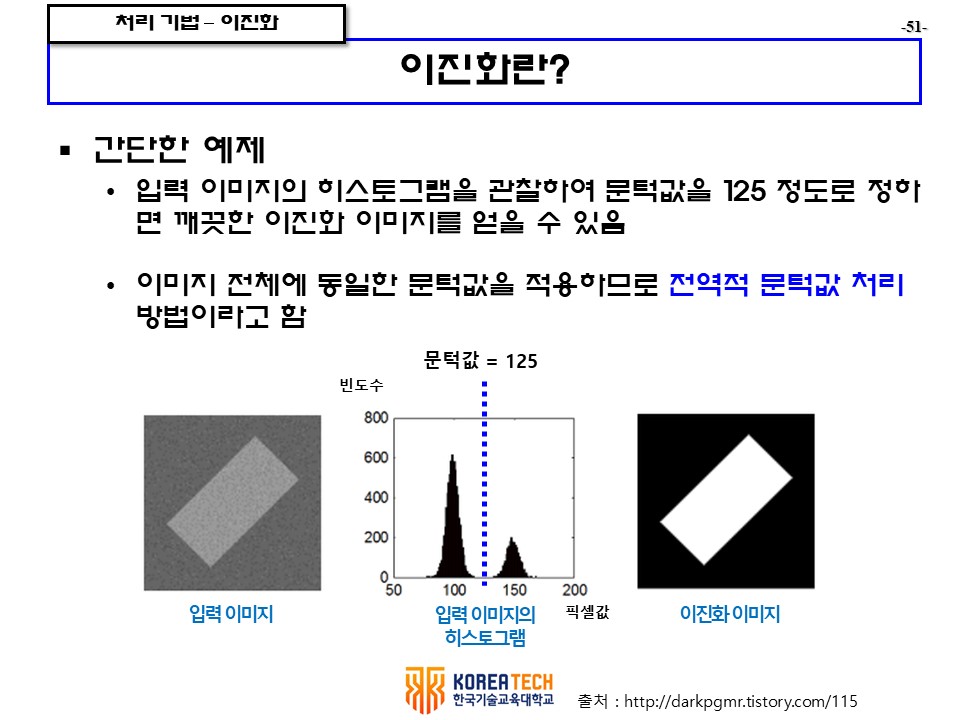 처리 기법 – 이진화
-51-
이진화란?
▪ 간단한 예제
• 입력 이미지의 히스토그램을 관찰하여 문턱값을 125 정도로 정하
면 깨끗한 이진화 이미지를 얻을 수 있음
• 이미지 전체에 동일한 문턱값을 적용하므로 전역적 문턱값 처리
방법이라고 함
문턱값 = 125
빈도수
800
600
400
200
0
50 100 150 200
픽셀값
입력 이미지
입력 이미지의
히스토그램
이진화 이미지
KOREATECH
한국기술교육대학교
출처 : http://darkpgmr.tistory.com/115